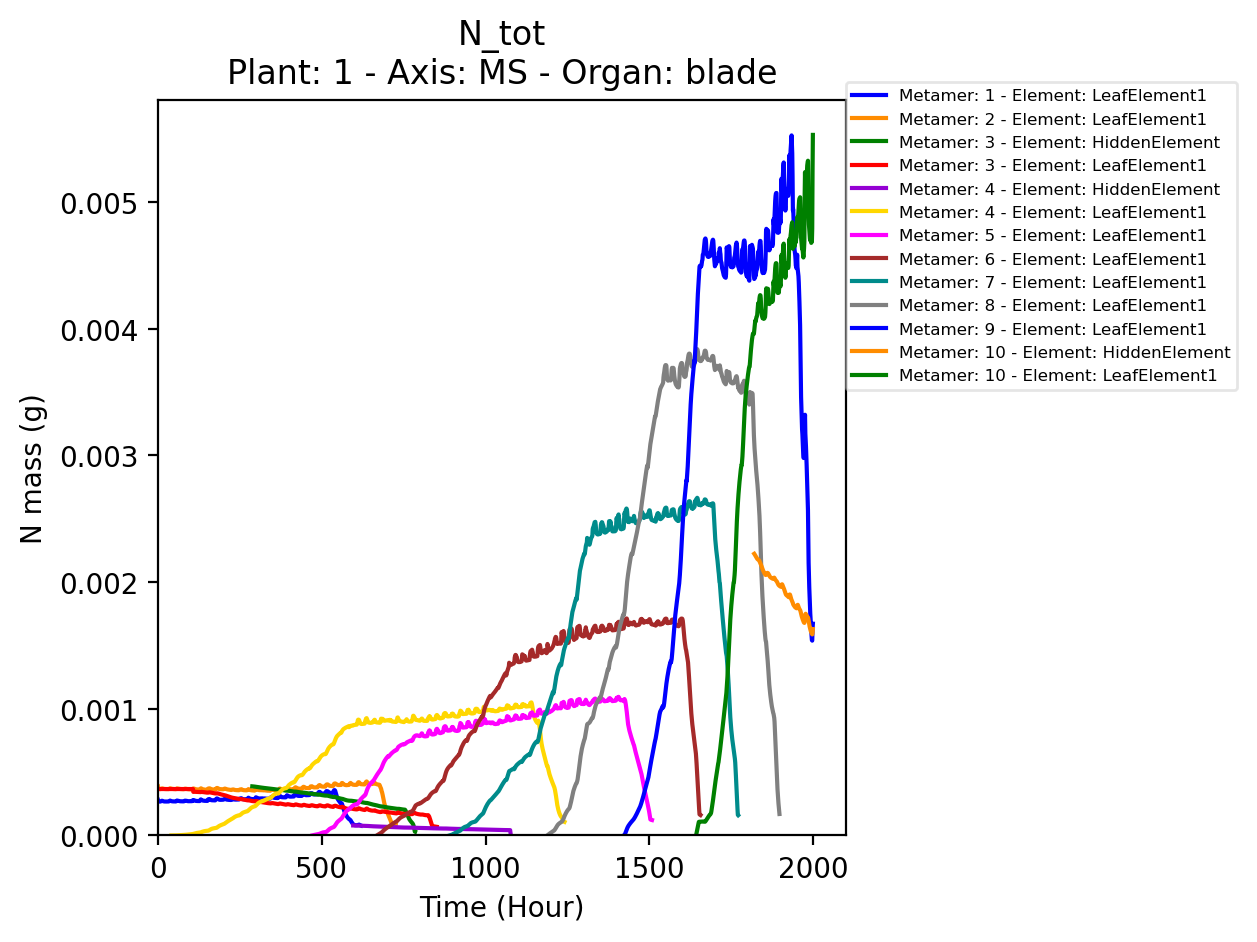 N_tot
Plant: 1 - Axis: MS - Organ: blade
Metamer: 1 - Element: LeafElement1
Metamer: 2 - Element: LeafElement1
Metamer: 3 - Element: HiddenElement
Metamer: 3 - Element: LeafElement1
Metamer: 4 - Element: HiddenElement
Metamer: 4 - Element: LeafElement1
Metamer: 5 - Element: LeafElement1
Metamer: 6 - Element: LeafElement1
Metamer: 7 - Element: LeafElement1
Metamer: 8 - Element: LeafElement1
Metamer: 9 - Element: LeafElement1
Metamer: 10 - Element: HiddenElement
Metamer: 10 - Element: LeafElement1
N mass (g)
0.005
0.004
0.003
0.002
0.001
0.000
0 500 1000 1500 2000
Time (Hour)